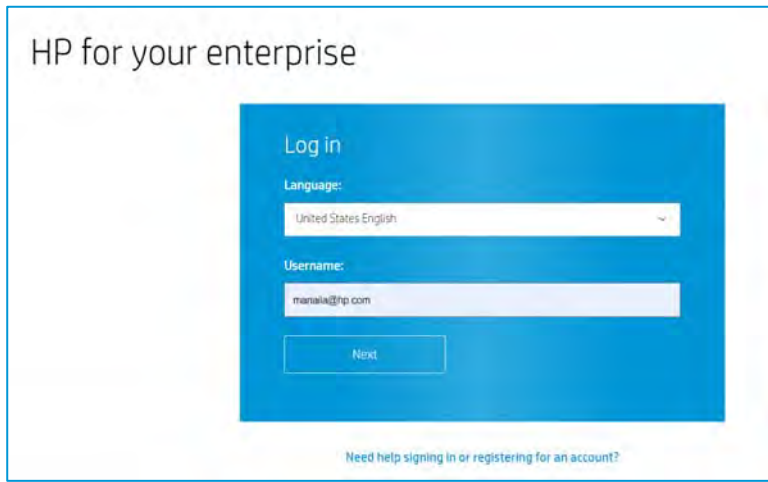 HP for your enterprise
Log in
Language:
United States English
Username:
manaila@hp.com
Next
Need help signing in or registering for an account?